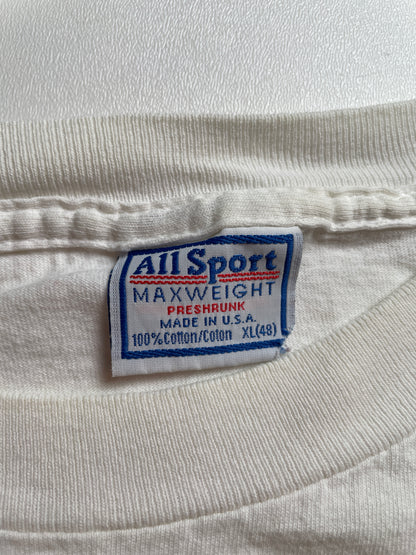 All Sport
MAXWEIGHT
PRESHRUNK
MADE IN U.S.A.
100% Cotton/Coton XL(48)